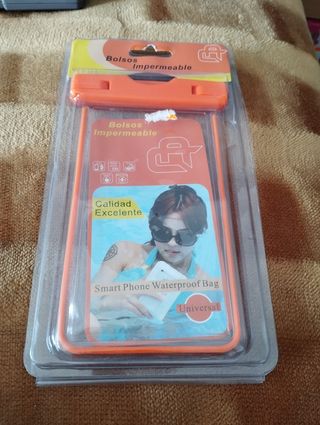 Bolsos
Impermeable
Bolsos
Impermeable
Calidad
Excelente
Smart Phone Waterproof Bag
Universal